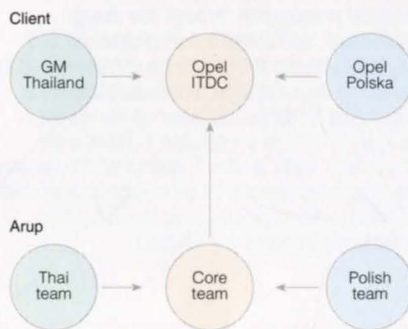 Client
GM
Thailand
Opel
ITDC
Opel
Polska
Arup
Thai
team
Core
team
Polish
team